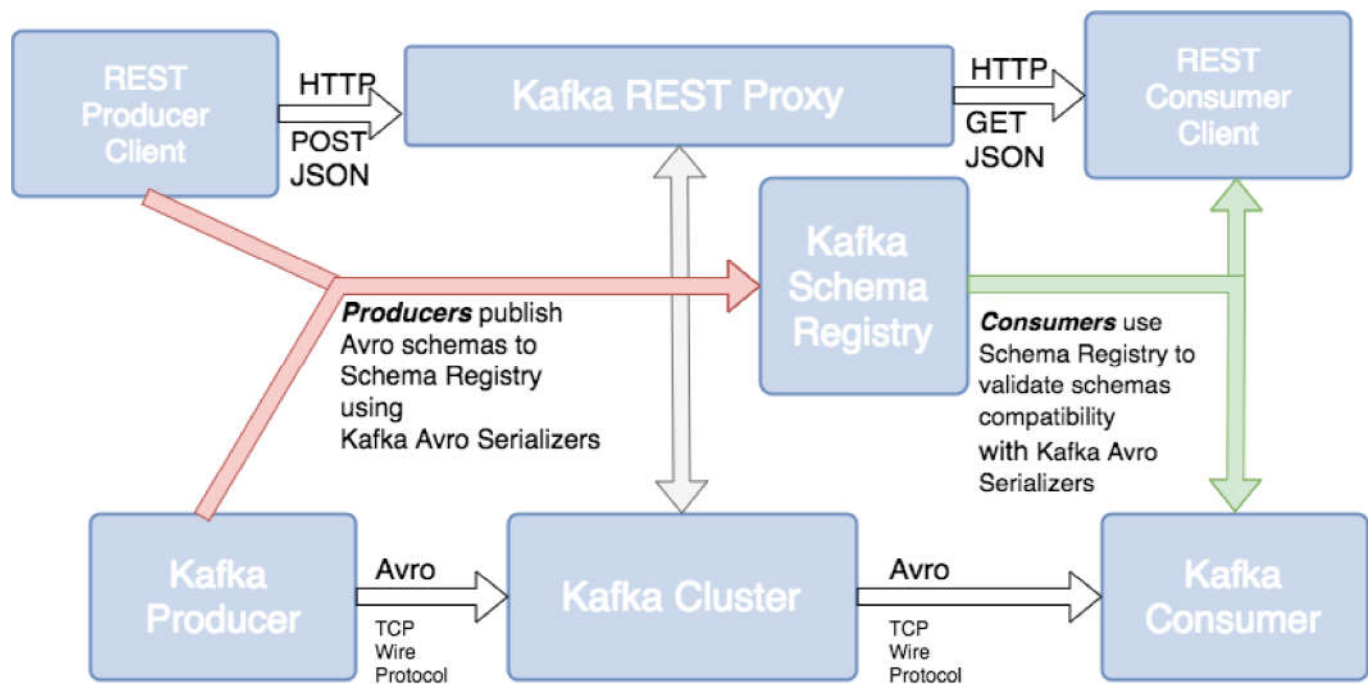 REST
Producer
Client
HTTP
POST
JSON
Kafka REST Proxy
HTTP
GET
JSON
REST
Consumer
Client
Kafka
Schema
Registry
Producers publish
Avro schemas to
Schema Registry
using
Kafka Avro Serializers
Consumers use
Schema Registry to
validate schemas
compatibility
with Kafka Avro
Serializers
Kafka
Producer
Avro
TCP
Wire
Protocol
Kafka Cluster
Avro
TCP
Wire
Protocol
Kafka
Consumer